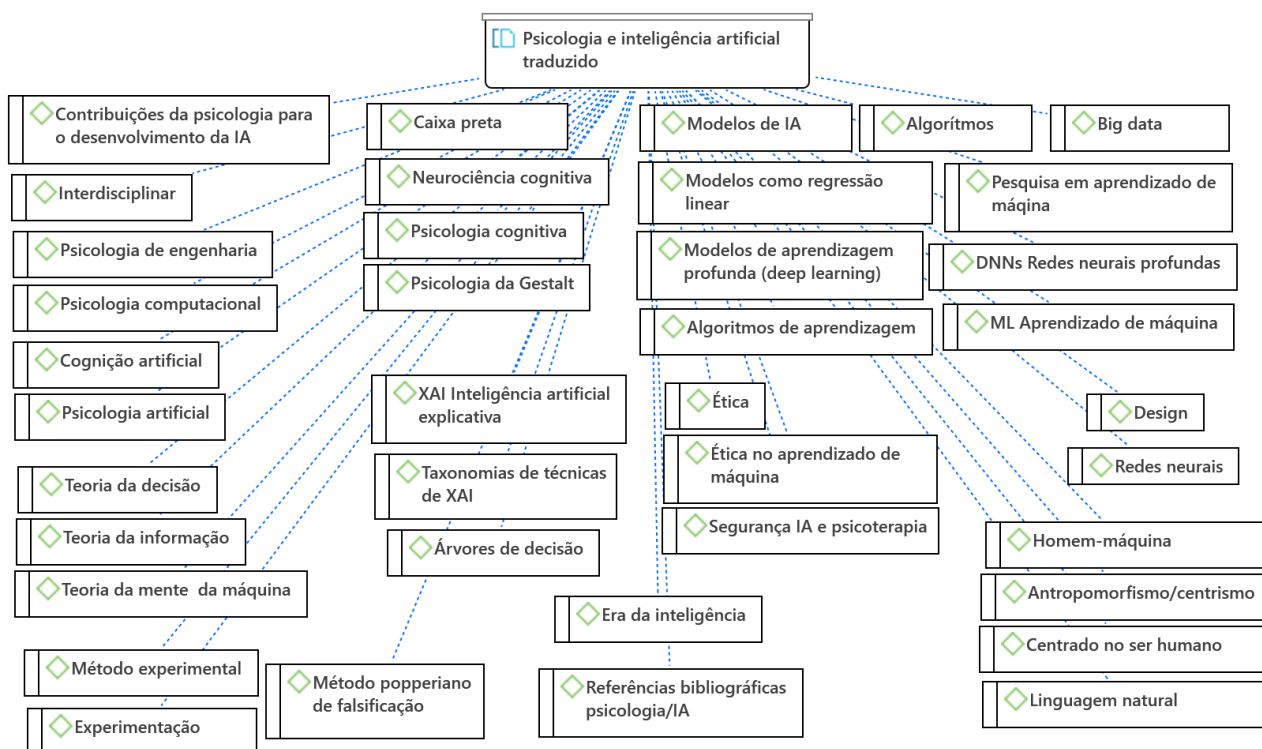 Psicologia e inteligência artificial
traduzido
Contribuições da psicologia para
o desenvolvimento da IA
Interdisciplinar
Psicologia de engenharia
Psicologia computacional
Cognição artificial
Psicologia artificial
Teoria da decisão
Teoria da informação
Teoria da mente  da máquina
Método experimental
Experimentação
Caixa preta
Neurociência cognitiva
Psicologia cognitiva
Psicologia da Gestalt
XAI Inteligência artificial
explicativa
Taxonomias de técnicas
de XAI
Árvores de decisão
Método popperiano
de falsificação
Modelos de IA
Modelos como regressão
linear
Modelos de aprendizagem
profunda (deep learning)
Algoritmos de aprendizagem
Ética
Ética no aprendizado de
máquina
Segurança IA e psicoterapia
Era da inteligência
Referências bibliográficas
psicologia/IA
Algorítmos
Big data
Pesquisa em aprendizado de
máqina
DNNs Redes neurais profundas
ML Aprendizado de máquina
Design
Redes neurais
Homem-máquina
Antropomorfismo/centrismo
Centrado no ser humano
Linguagem natural